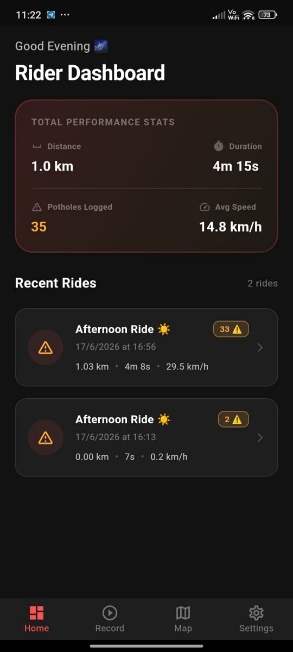 11:22
Vo
WiFi
73
Good Evening 🌌
Rider Dashboard
TOTAL PERFORMANCE STATS
Distance
Duration
1.0 km
4m 15s
Potholes Logged
Avg Speed
35
14.8 km/h
Recent Rides
2 rides
Afternoon Ride ☀️
33 ⚠️
17/6/2026 at 16:56
1.03 km • 4m 8s • 29.5 km/h
Afternoon Ride ☀️
2 ⚠️
17/6/2026 at 16:13
0.00 km • 7s • 0.2 km/h
Home
Record
Map
Settings